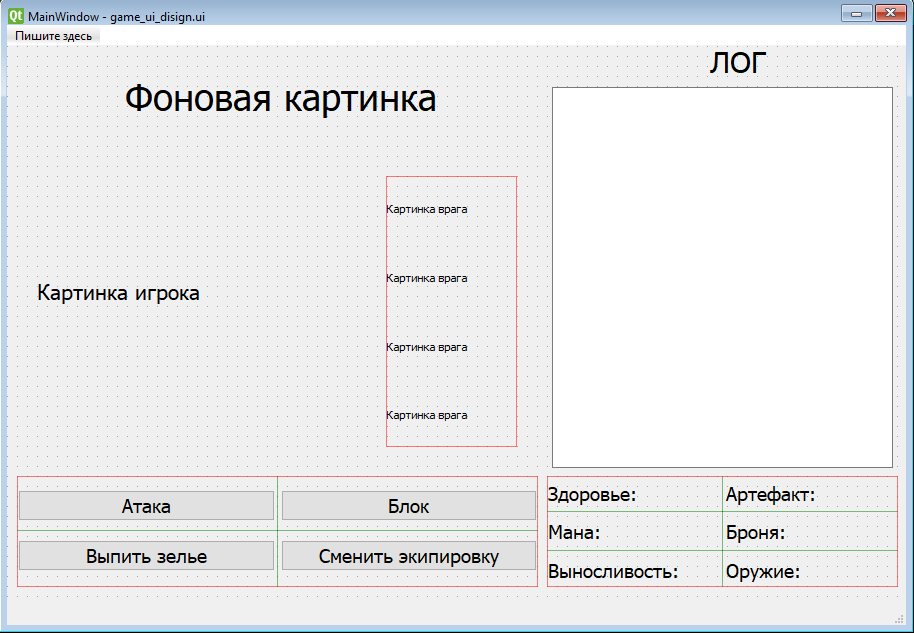 Qt MainWindow - game_ui_disign.ui
Пишите здесь
Фоновая картинка
ЛОГ
Картинка врага
Картинка врага
Картинка игрока
Картинка врага
Картинка врага
Атака
Блок
Выпить зелье
Сменить экипировку
Здоровье:
Артефакт:
Мана:
Броня:
Выносливость:
Оружие: